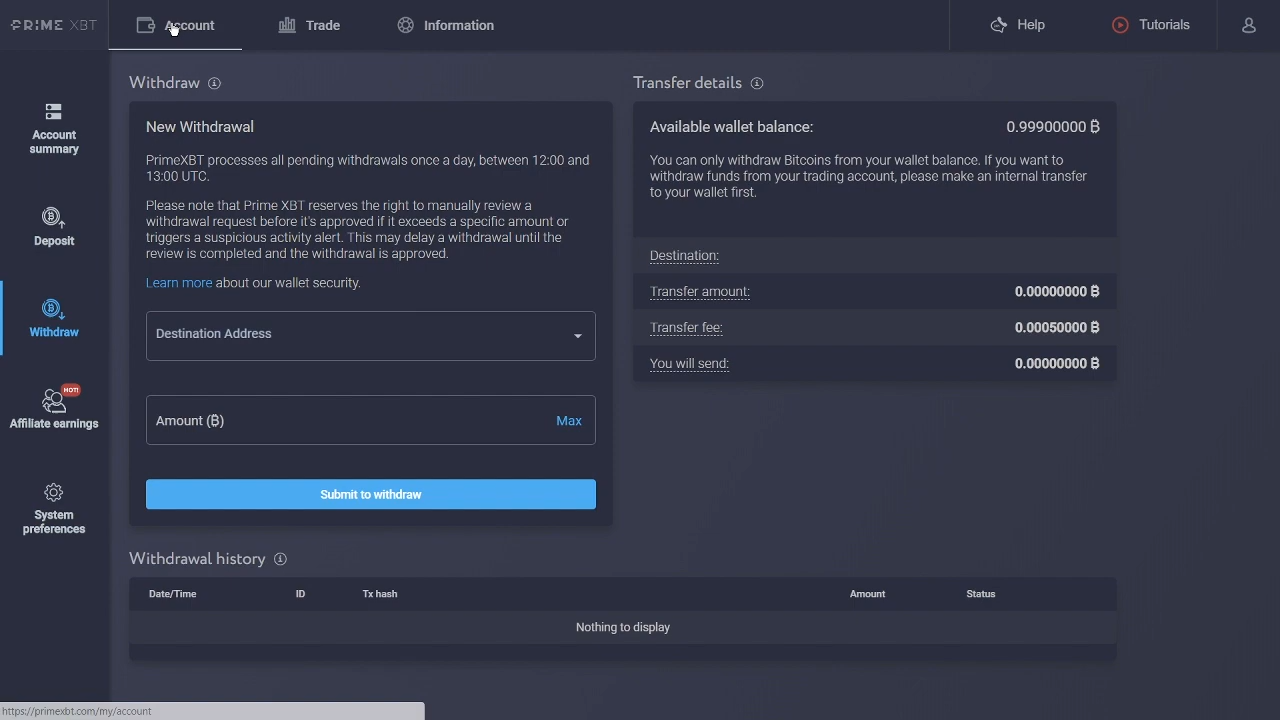 PRIME XBT
Account
Trade
Information
Help
Tutorials
Account
summary
Deposit
Withdraw
HOT!
Affiliate earnings
System
preferences
Withdraw
New Withdrawal
PrimeXBT processes all pending withdrawals once a day, between 12:00 and
13:00 UTC.
Please note that Prime XBT reserves the right to manually review a
withdrawal request before it's approved if it exceeds a specific amount or
triggers a suspicious activity alert. This may delay a withdrawal until the
review is completed and the withdrawal is approved.
Learn more about our wallet security.
Destination Address
Amount (₿)
Max
Submit to withdraw
Transfer details
Available wallet balance: 0.99900000 ₿
You can only withdraw Bitcoins from your wallet balance. If you want to
withdraw funds from your trading account, please make an internal transfer
to your wallet first.
Destination:
Transfer amount: 0.00000000 ₿
Transfer fee: 0.00050000 ₿
You will send: 0.00000000 ₿
Withdrawal history
Date/Time ID Tx hash Amount Status
Nothing to display
https://primexbt.com/my/account